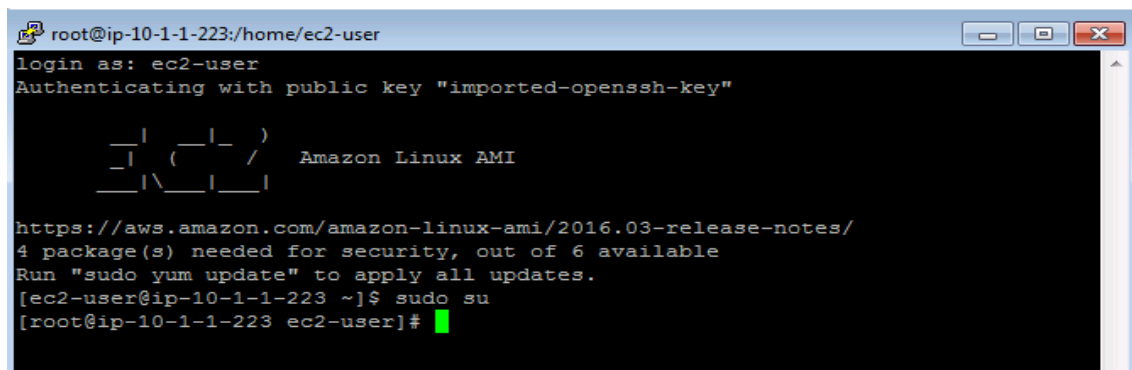 root@ip-10-1-1-223:/home/ec2-user
login as: ec2-user
Authenticating with public key "imported-openssh-key"
       __|  __|_  )
       _|  (     /   Amazon Linux AMI
      ___|\___|___|
https://aws.amazon.com/amazon-linux-ami/2016.03-release-notes/
4 package(s) needed for security, out of 6 available
Run "sudo yum update" to apply all updates.
[ec2-user@ip-10-1-1-223 ~]$ sudo su
[root@ip-10-1-1-223 ec2-user]#